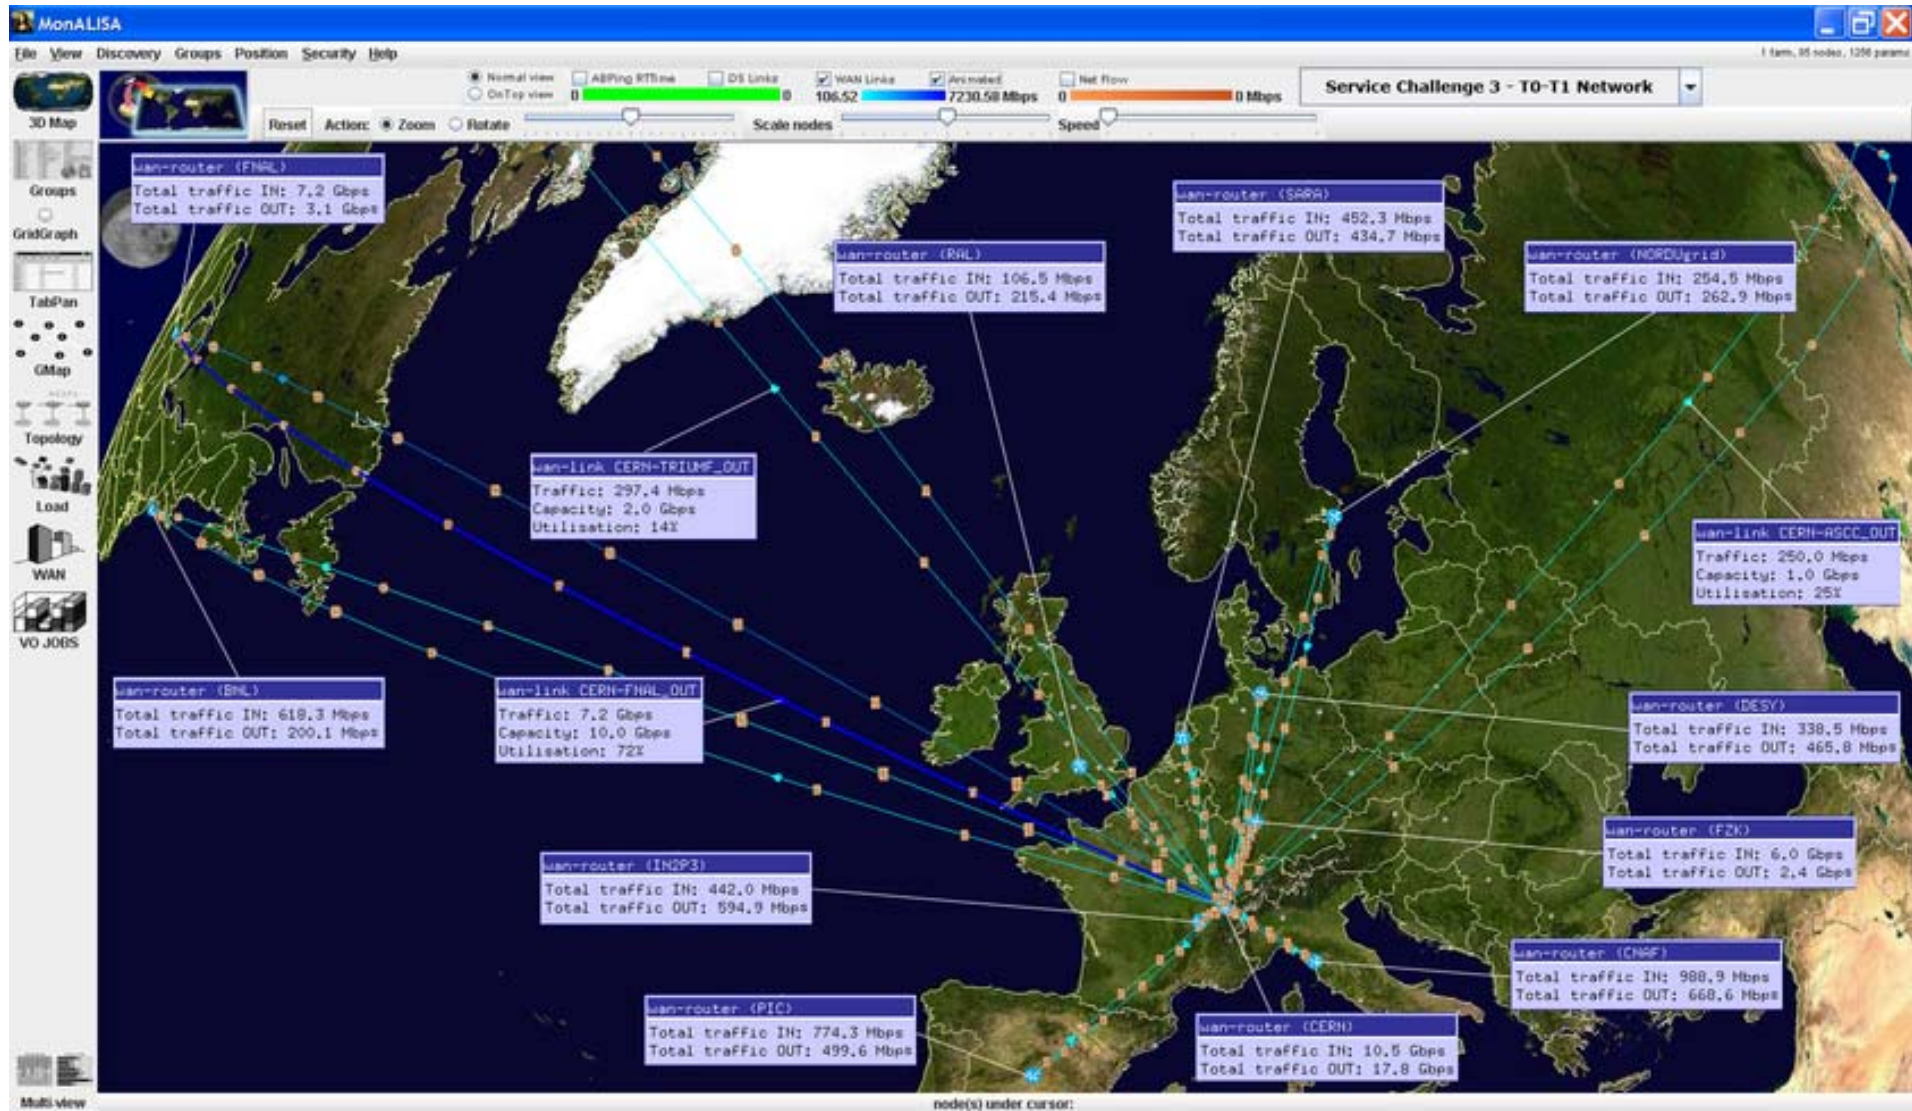 MonALISA
File View Discovery Groups Position Security Help
1 farm, 95 nodes, 1256 params
3D Map
Groups
GridGraph
TabPan
GMap
Topology
Load
WAN
VO JOBS
Multi view
Normal view
OnTop view
ABPing RTTime
0 0
DS Links
WAN Links
Animated
106.52 7230.58 Mbps
Net Flow
0 0 Mbps
Service Challenge 3 - T0-T1 Network
Reset Action: Zoom Rotate
Scale nodes
Speed
wan-router (FNAL)
Total traffic IN: 7.2 Gbps
Total traffic OUT: 3.1 Gbps
wan-router (SARA)
Total traffic IN: 452.3 Mbps
Total traffic OUT: 434.7 Mbps
wan-router (RAL)
Total traffic IN: 106.5 Mbps
Total traffic OUT: 215.4 Mbps
wan-router (NORDUgrid)
Total traffic IN: 254.5 Mbps
Total traffic OUT: 262.9 Mbps
wan-link CERN-TRIUMF_OUT
Traffic: 297.4 Mbps
Capacity: 2.0 Gbps
Utilisation: 14%
wan-link CERN-ASCC_OUT
Traffic: 250.0 Mbps
Capacity: 1.0 Gbps
Utilisation: 25%
wan-router (BNL)
Total traffic IN: 618.3 Mbps
Total traffic OUT: 200.1 Mbps
wan-link CERN-FNAL_OUT
Traffic: 7.2 Gbps
Capacity: 10.0 Gbps
Utilisation: 72%
wan-router (DESY)
Total traffic IN: 338.5 Mbps
Total traffic OUT: 465.8 Mbps
wan-router (FZK)
Total traffic IN: 6.0 Gbps
Total traffic OUT: 2.4 Gbps
wan-router (IN2P3)
Total traffic IN: 442.0 Mbps
Total traffic OUT: 594.9 Mbps
wan-router (CNAF)
Total traffic IN: 988.9 Mbps
Total traffic OUT: 668.6 Mbps
wan-router (PIC)
Total traffic IN: 774.3 Mbps
Total traffic OUT: 499.6 Mbps
wan-router (CERN)
Total traffic IN: 10.5 Gbps
Total traffic OUT: 17.8 Gbps
node(s) under cursor: